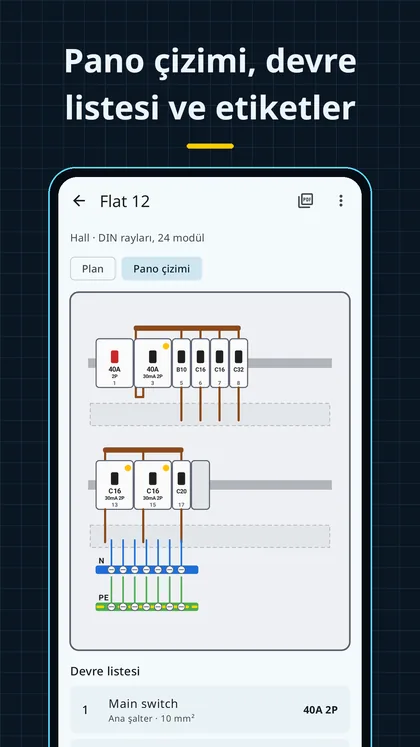 Pano çizimi, devre
listesi ve etiketler
Flat 12
PDF
Hall · DIN rayları, 24 modül
Plan
Pano çizimi
40A
2P
1
40A
30mA 2P
3
B10
5
C16
6
C16
7
C32
8
C16
30mA 2P
13
C16
30mA 2P
15
C20
17
N
PE
Devre listesi
1
Main switch
Ana şalter · 10 mm²
40A 2P